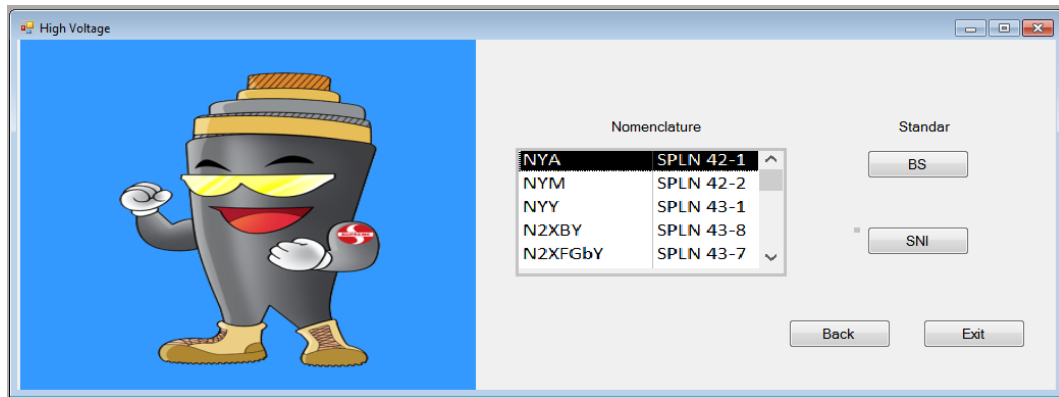 High Voltage
Nomenclature
Standar
NYA SPLN 42-1
NYM SPLN 42-2
NYY SPLN 43-1
N2XBY SPLN 43-8
N2XFGbY SPLN 43-7
BS
SNI
Back
Exit